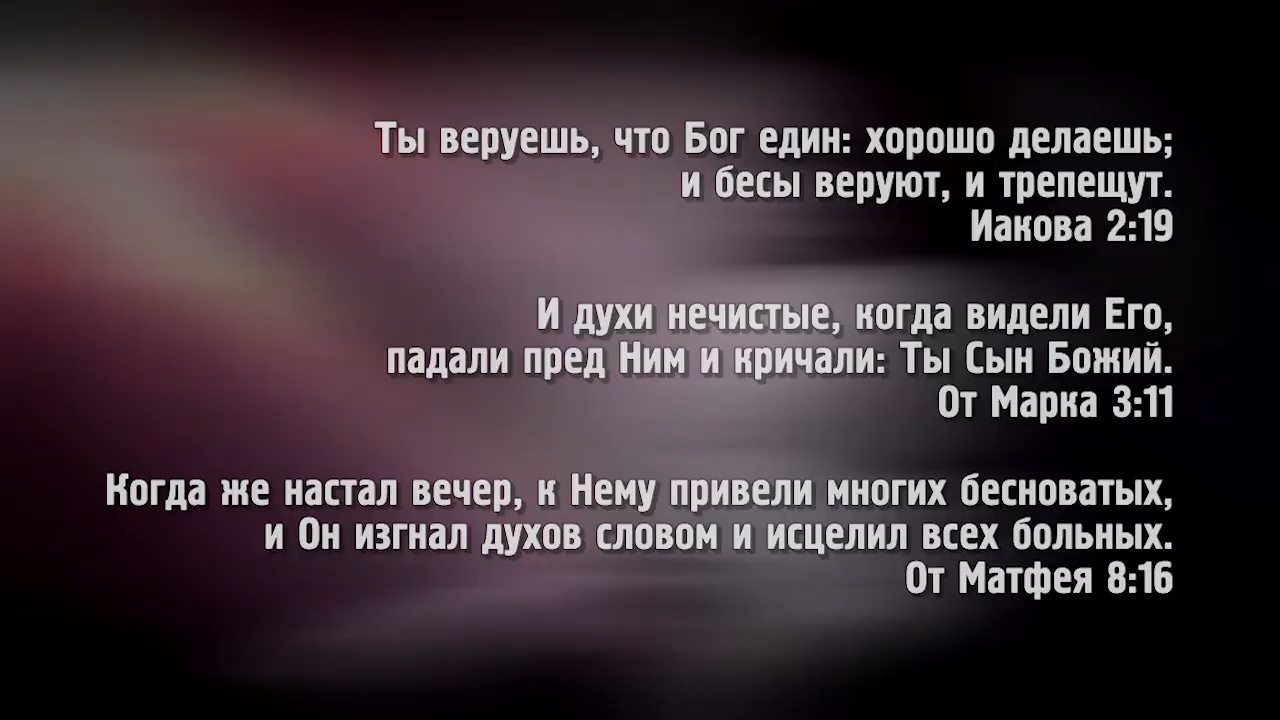 Ты веруешь, что Бог един: хорошо делаешь;
и бесы веруют, и трепещут.
Иакова 2:19
И духи нечистые, когда видели Его,
падали пред Ним и кричали: Ты Сын Божий.
От Марка 3:11
Когда же настал вечер, к Нему привели многих бесноватых,
и Он изгнал духов словом и исцелил всех больных.
От Матфея 8:16